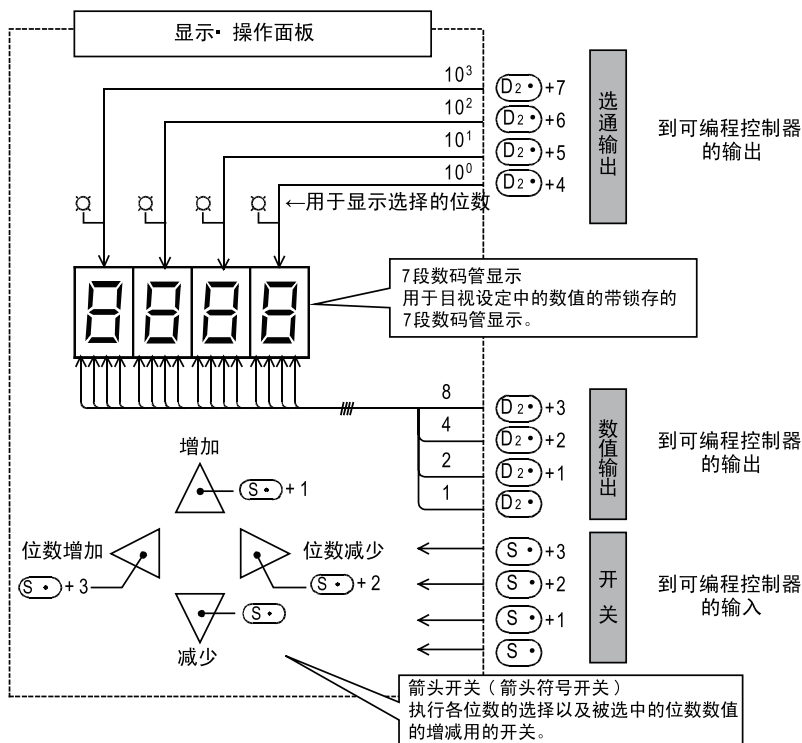 显示· 操作面板
10³
D2· +7
10²
D2· +6
10¹
D2· +5
10⁰
D2· +4
选通输出
到可编程控制器
的输出
←用于显示选择的位数
8 8 8 8
7段数码管显示
用于目视设定中的数值的带锁存的
7段数码管显示。
8
D2· +3
4
D2· +2
2
D2· +1
1
D2·
数值输出
到可编程控制器
的输出
增加
S· +1
位数增加
S· +3
位数减少
S· +2
S·
减少
S· +3
S· +2
S· +1
S·
开关
到可编程控制器
的输入
箭头开关（箭头符号开关）
执行各位数的选择以及被选中的位数数值
的增减用的开关。